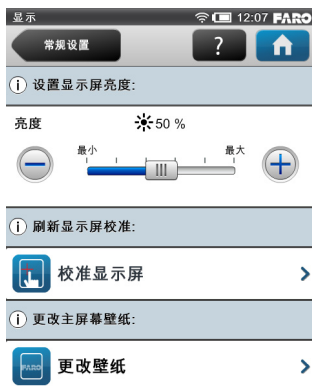 显示 12:07 FARO
常规设置 ?
i 设置显示屏亮度:
亮度 50 %
最小 最大
i 刷新显示屏校准:
校准显示屏
i 更改主屏幕壁纸:
FARO 更改壁纸